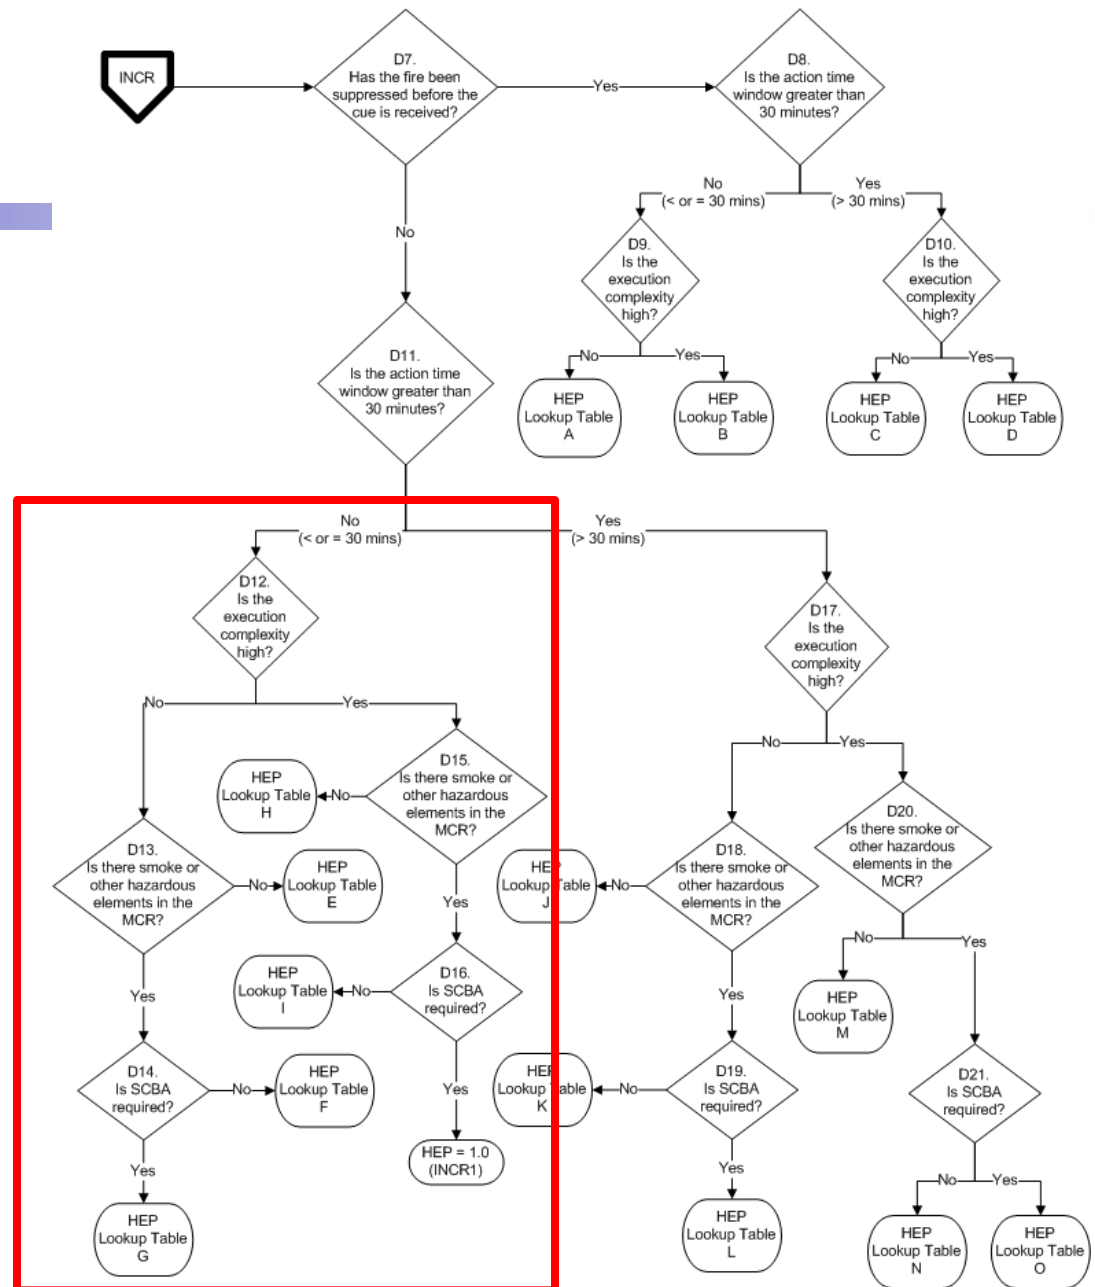 INCR
D7.
Has the fire been
suppressed before the
cue is received?
Yes
D8.
Is the action time
window greater than
30 minutes?
No
(< or = 30 mins)
Yes
(> 30 mins)
No
D9.
Is the
execution
complexity
high?
D10.
Is the
execution
complexity
high?
No
Yes
No
Yes
HEP
Lookup Table
A
HEP
Lookup Table
B
HEP
Lookup Table
C
HEP
Lookup Table
D
D11.
Is the action time
window greater than
30 minutes?
No
(< or = 30 mins)
Yes
(> 30 mins)
D12.
Is the
execution
complexity
high?
No
Yes
D15.
Is there smoke or
other hazardous
elements in the
MCR?
No
HEP
Lookup Table
H
D13.
Is there smoke or
other hazardous
elements in the
MCR?
No
HEP
Lookup Table
E
Yes
Yes
D16.
Is SCBA
required?
No
HEP
Lookup Table
I
D14.
Is SCBA
required?
No
HEP
Lookup Table
F
Yes
HEP = 1.0
(INCR1)
Yes
HEP
Lookup Table
G
D17.
Is the
execution
complexity
high?
No
Yes
D18.
Is there smoke or
other hazardous
elements in the
MCR?
No
HEP
Lookup Table
J
D20.
Is there smoke or
other hazardous
elements in the
MCR?
No
Yes
HEP
Lookup Table
M
Yes
D19.
Is SCBA
required?
No
HEP
Lookup Table
K
D21.
Is SCBA
required?
Yes
HEP
Lookup Table
L
No
Yes
HEP
Lookup Table
N
HEP
Lookup Table
O